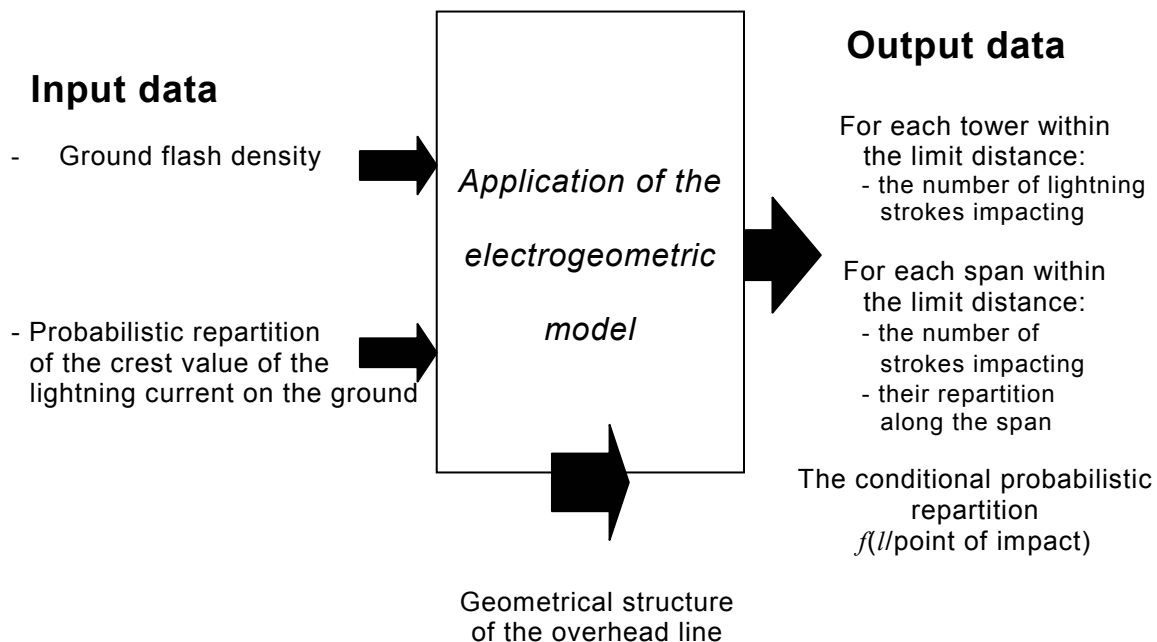 Input data
- Ground flash density
- Probabilistic repartition
of the crest value of the
lightning current on the ground
Application of the
electrogeometric
model
Geometrical structure
of the overhead line
Output data
For each tower within
the limit distance:
- the number of lightning
strokes impacting
For each span within
the limit distance:
- the number of
strokes impacting
- their repartition
along the span
The conditional probabilistic
repartition
f(l/point of impact)